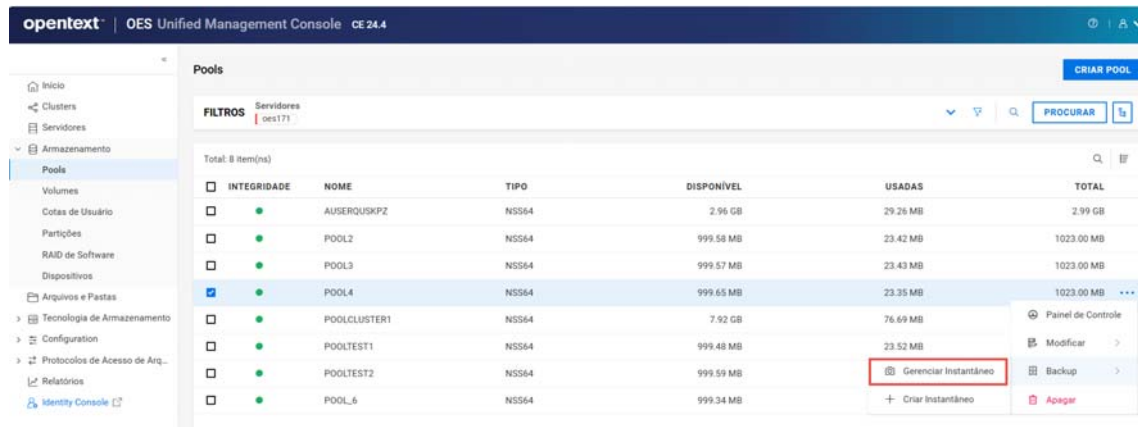 opentext™ | OES Unified Management Console CE 24.4
Pools
CRIAR POOL
Início
Clusters
Servidores
Armazenamento
Pools
Volumes
Cotas de Usuário
Partições
RAID de Software
Dispositivos
Arquivos e Pastas
Tecnologia de Armazenamento
Configuration
Protocolos de Acesso de Arq...
Relatórios
Identity Console
FILTROS Servidores
oes171
PROCURAR
Total: 8 item(ns)
INTEGRIDADE NOME TIPO DISPONÍVEL USADAS TOTAL
AUSERQUSKPZ NSS64 2.96 GB 29.26 MB 2.99 GB
POOL2 NSS64 999.58 MB 23.42 MB 1023.00 MB
POOL3 NSS64 999.57 MB 23.43 MB 1023.00 MB
POOL4 NSS64 999.65 MB 23.35 MB 1023.00 MB
POOLCLUSTER1 NSS64 7.92 GB 76.69 MB
POOLTEST1 NSS64 999.48 MB 23.52 MB
POOLTEST2 NSS64 999.59 MB
POOL_6 NSS64 999.34 MB
Painel de Controle
Modificar
Backup
Apagar
Gerenciar Instantâneo
Criar Instantâneo